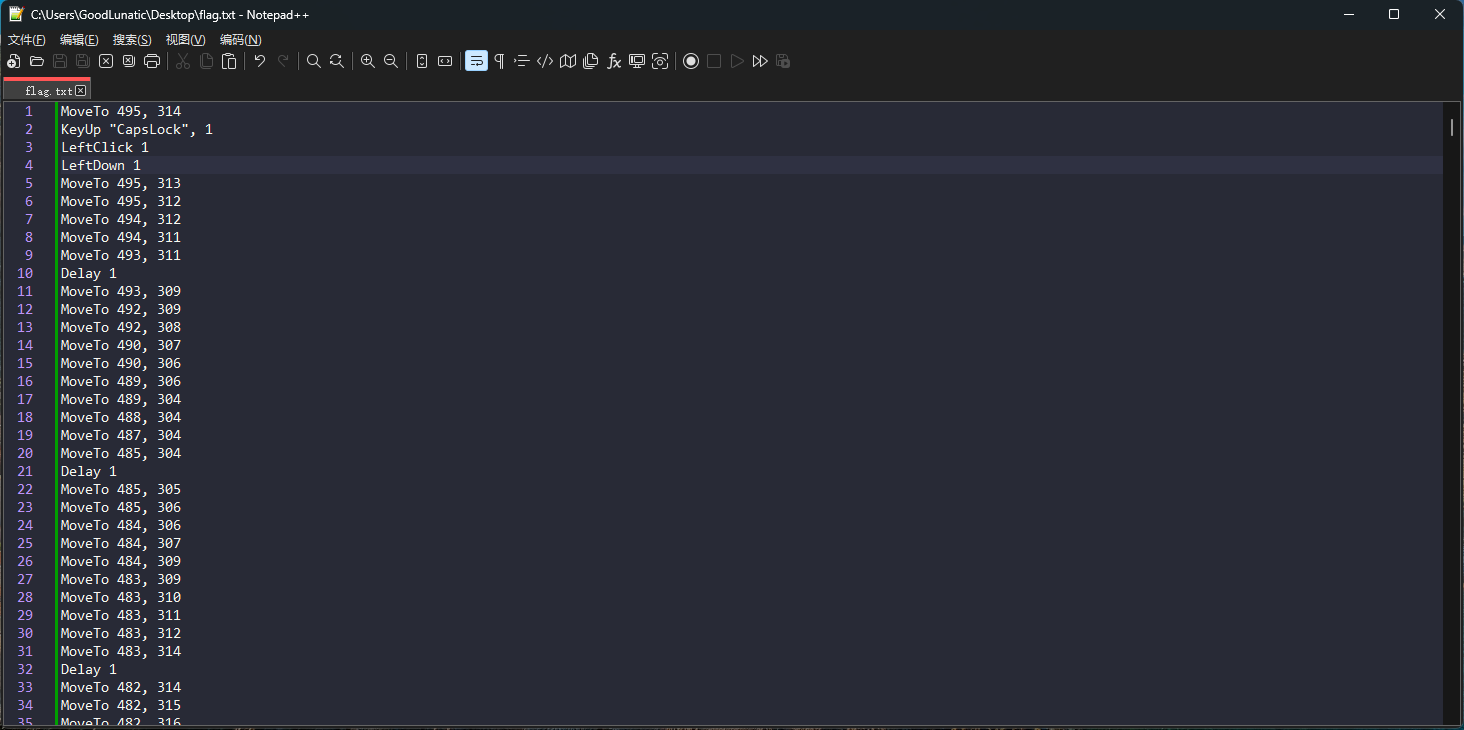 C:\Users\GoodLunatic\Desktop\flag.txt - Notepad++
文件(F) 编辑(E) 搜索(S) 视图(V) 编码(N)
flag.txt
1 MoveTo 495, 314
2 KeyUp "CapsLock", 1
3 LeftClick 1
4 LeftDown 1
5 MoveTo 495, 313
6 MoveTo 495, 312
7 MoveTo 494, 312
8 MoveTo 494, 311
9 MoveTo 493, 311
10 Delay 1
11 MoveTo 493, 309
12 MoveTo 492, 309
13 MoveTo 492, 308
14 MoveTo 490, 307
15 MoveTo 490, 306
16 MoveTo 489, 306
17 MoveTo 489, 304
18 MoveTo 488, 304
19 MoveTo 487, 304
20 MoveTo 485, 304
21 Delay 1
22 MoveTo 485, 305
23 MoveTo 485, 306
24 MoveTo 484, 306
25 MoveTo 484, 307
26 MoveTo 484, 309
27 MoveTo 483, 309
28 MoveTo 483, 310
29 MoveTo 483, 311
30 MoveTo 483, 312
31 MoveTo 483, 314
32 Delay 1
33 MoveTo 482, 314
34 MoveTo 482, 315
35 MoveTo 482, 316